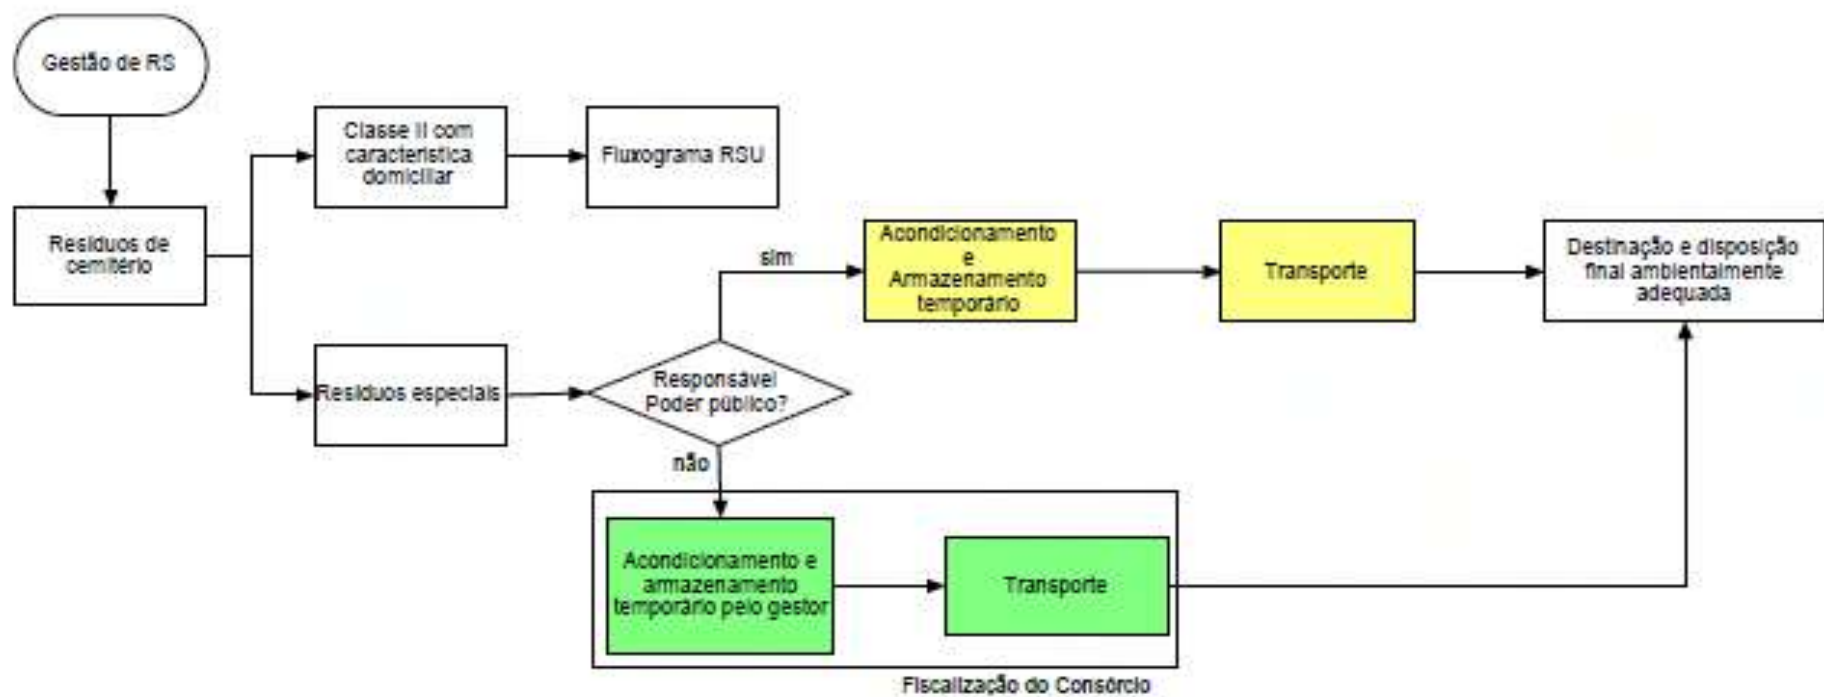 Gestão de RS
Classe II com
característica
domiciliar
Fluxograma RSU
Resíduos de
cemitério
Acondicionamento
e
Armazenamento
temporário
Transporte
Destinação e disposição
final ambientalmente
adequada
sim
Resíduos especiais
Responsável
Poder público?
não
Acondicionamento e
armazenamento
temporário pelo gestor
Transporte
Fiscalização do Consórcio